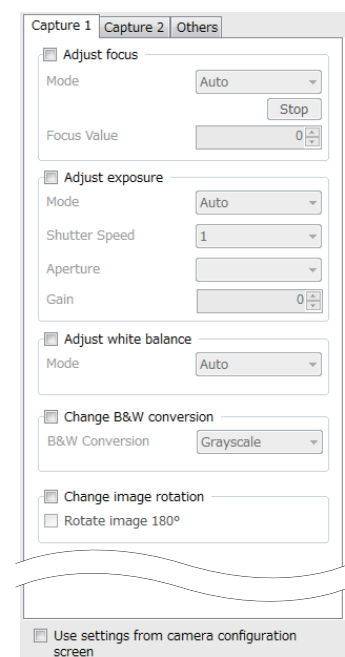 Capture 1 Capture 2 Others
Adjust focus
Mode Auto
Stop
Focus Value 0
Adjust exposure
Mode Auto
Shutter Speed 1
Aperture
Gain 0
Adjust white balance
Mode Auto
Change B&W conversion
B&W Conversion Grayscale
Change image rotation
Rotate image 180º
Use settings from camera configuration
screen